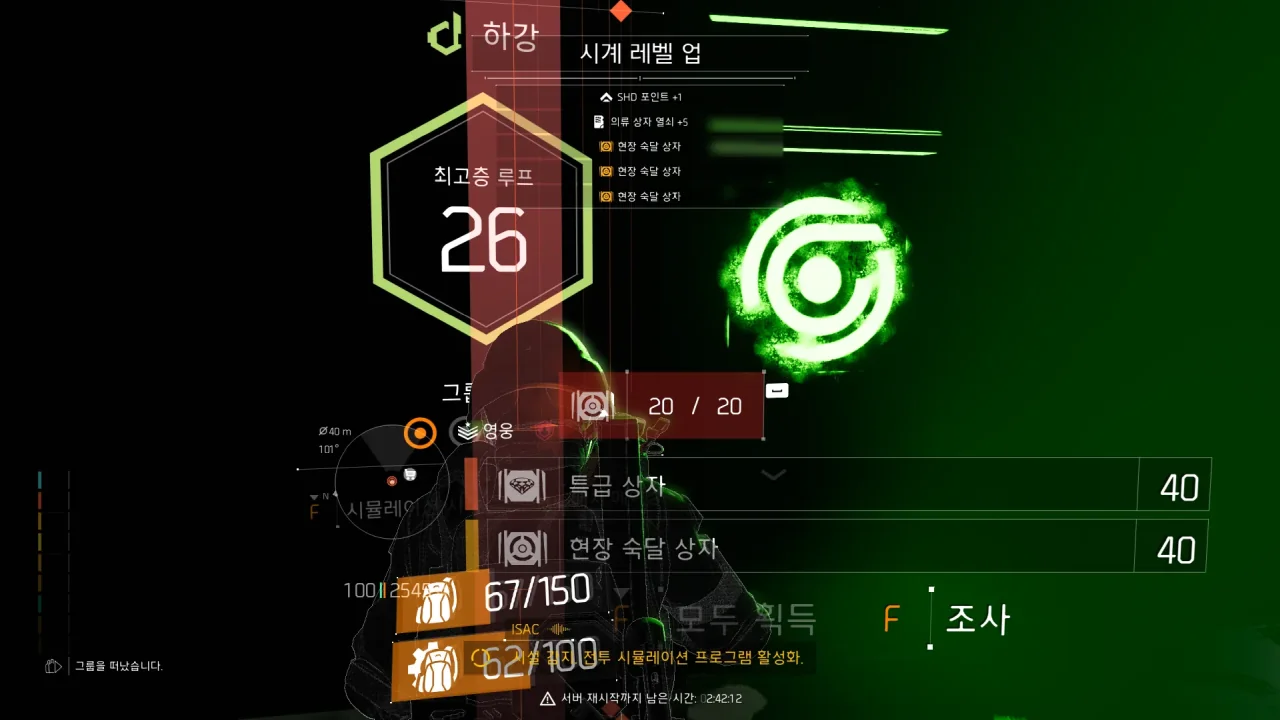 하강
시계 레벨 업
SHD 포인트 +1
의류 상자 열쇠 +5
현장 숙달 상자
현장 숙달 상자
현장 숙달 상자
최고층 루프
26
20 / 20
영웅
Ø40 m
101°
N
F
특급 상자
40
현장 숙달 상자
40
67/150
F
모두 획득
F
조사
ISAC
62/100
전투 시뮬레이션 프로그램 활성화.
그룹을 떠났습니다.
서버 재시작까지 남은 시간: 02:42:12